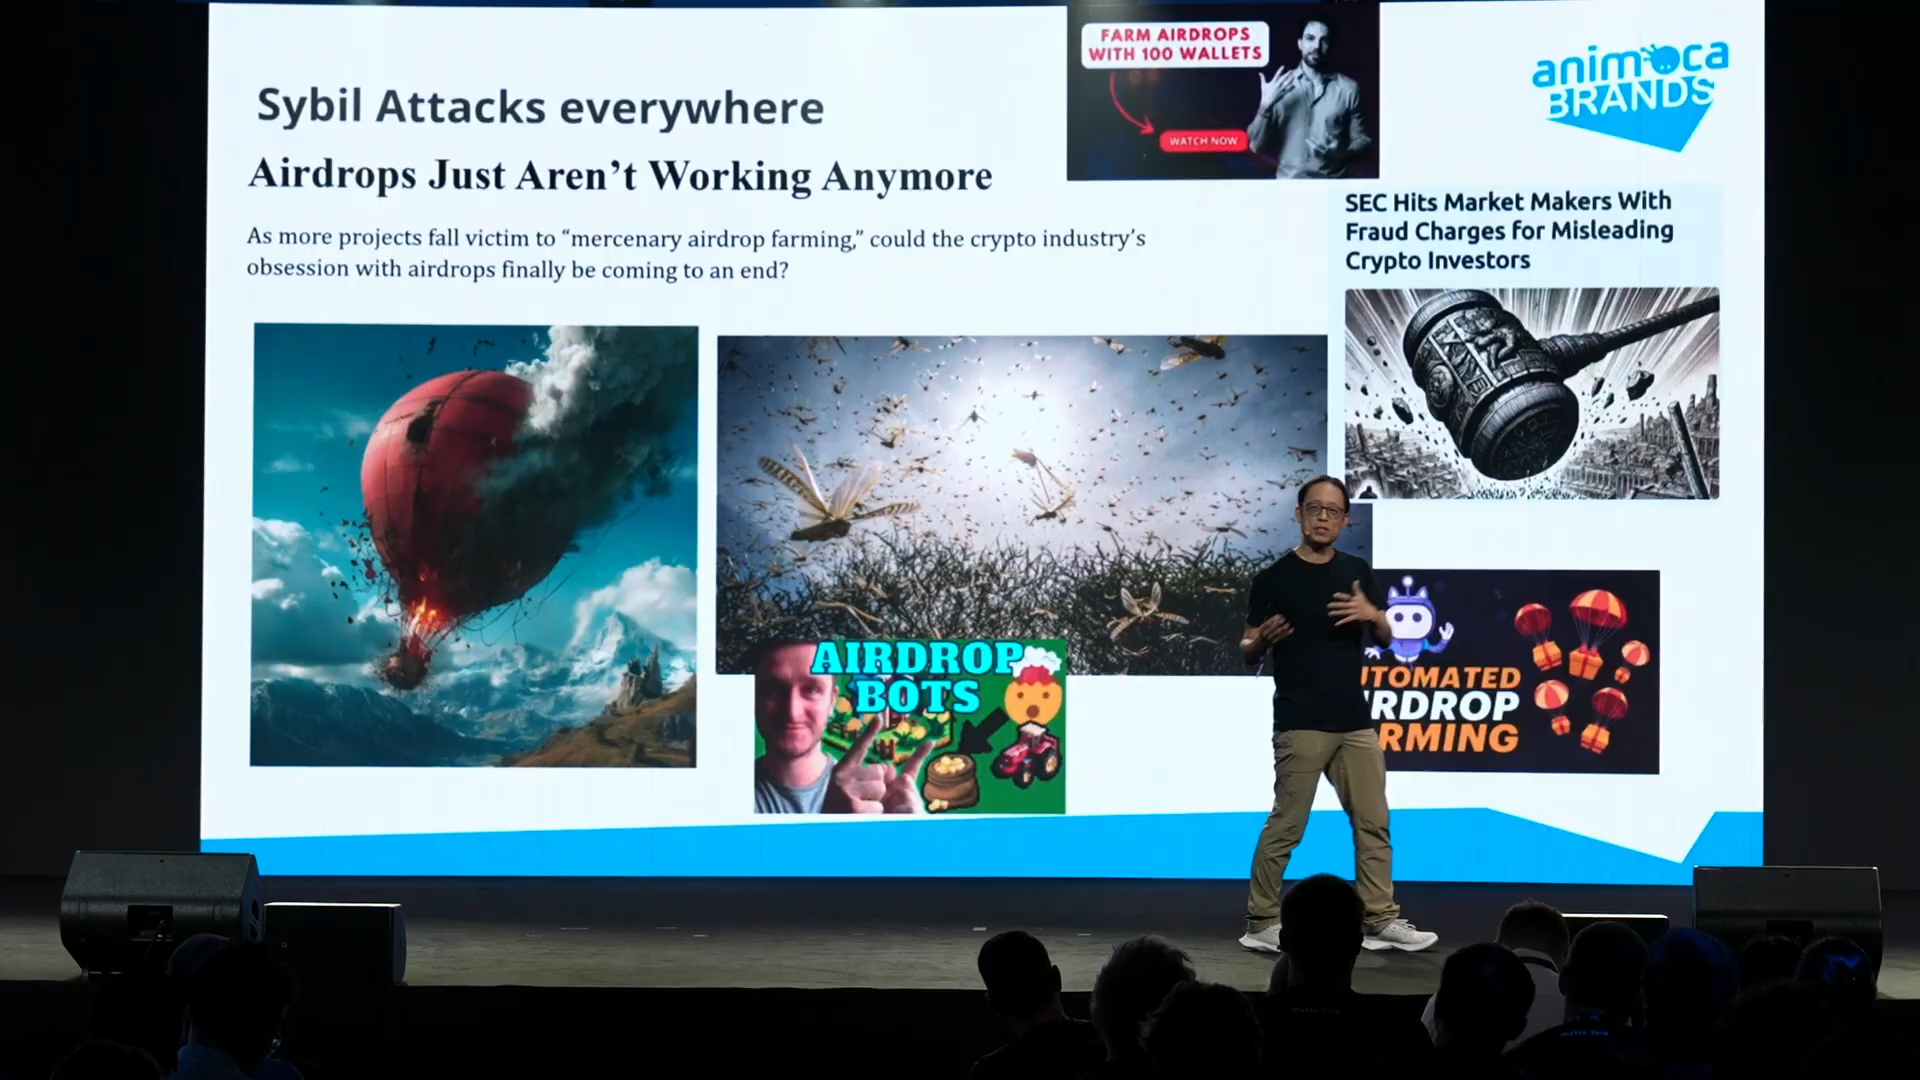 Sybil Attacks everywhere
Airdrops Just Aren't Working Anymore
As more projects fall victim to “mercenary airdrop farming,” could the crypto industry's
obsession with airdrops finally be coming to an end?
FARM AIRDROPS
WITH 100 WALLETS
WATCH NOW
animoca
BRANDS
SEC Hits Market Makers With
Fraud Charges for Misleading
Crypto Investors
AIRDROP
BOTS
UTOMATED
IRDROP
RMING